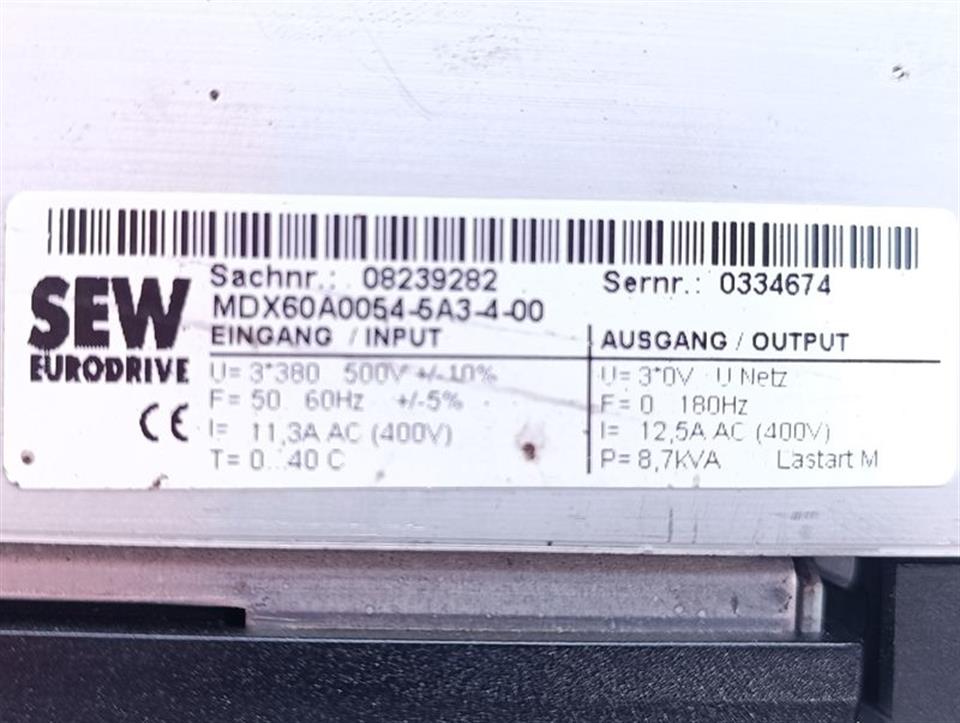 Sachnr.: 08239282 Sernr.: 0334674
SEW
EURODRIVE
MDX60A0054-5A3-4-00
EINGANG / INPUT
U= 3*380 500V +/-10%
F= 50 60Hz +/-5%
I= 11,3A AC (400V)
T= 0...40 C
CE
AUSGANG / OUTPUT
U= 3*0V U Netz
F= 0 180Hz
I= 12,5A AC (400V)
P= 8,7kVA Lastart M